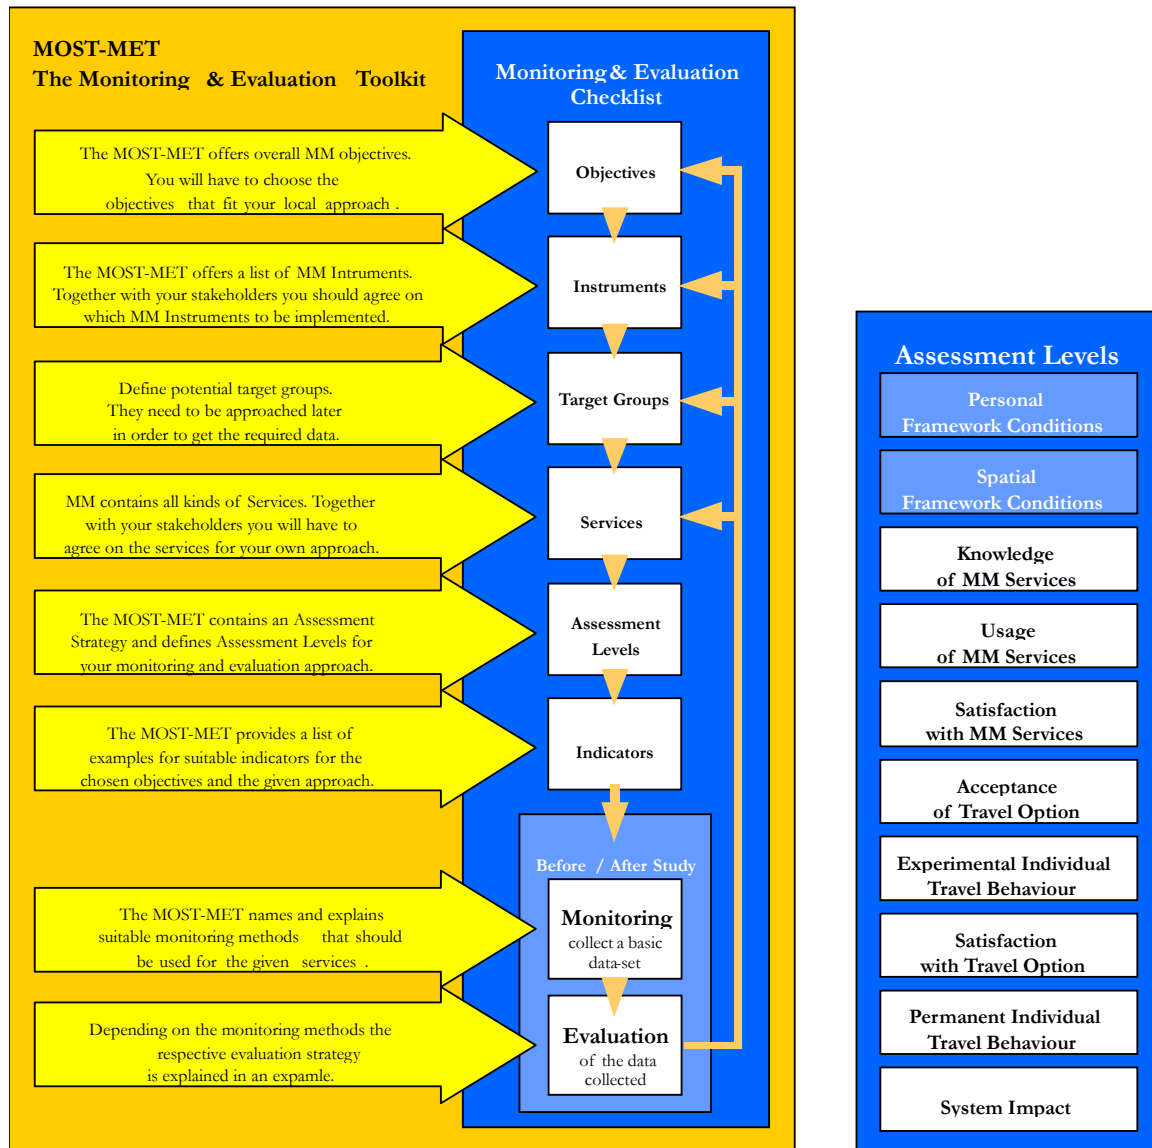 MOST-MET
The Monitoring & Evaluation Toolkit
Monitoring & Evaluation
Checklist
The MOST-MET offers overall MM objectives.
You will have to choose the
objectives that fit your local approach .
Objectives
The MOST-MET offers a list of MM Intruments.
Together with your stakeholders you should agree on
which MM Instruments to be implemented.
Instruments
Define potential target groups.
They need to be approached later
in order to get the required data.
Target Groups
MM contains all kinds of Services. Together
with your stakeholders you will have to
agree on the services for your own approach.
Services
The MOST-MET contains an Assessment
Strategy and defines Assessment Levels for
your monitoring and evaluation approach.
Assessment
Levels
The MOST-MET provides a list of
examples for suitable indicators for the
chosen objectives and the given approach.
Indicators
Before / After Study
The MOST-MET names and explains
suitable monitoring methods that should
be used for the given services .
Monitoring
collect a basic
data-set
Depending on the monitoring methods the
respective evaluation strategy
is explained in an expamle.
Evaluation
of the data
collected
Assessment Levels
Personal
Framework Conditions
Spatial
Framework Conditions
Knowledge
of MM Services
Usage
of MM Services
Satisfaction
with MM Services
Acceptance
of Travel Option
Experimental Individual
Travel Behaviour
Satisfaction
with Travel Option
Permanent Individual
Travel Behaviour
System Impact